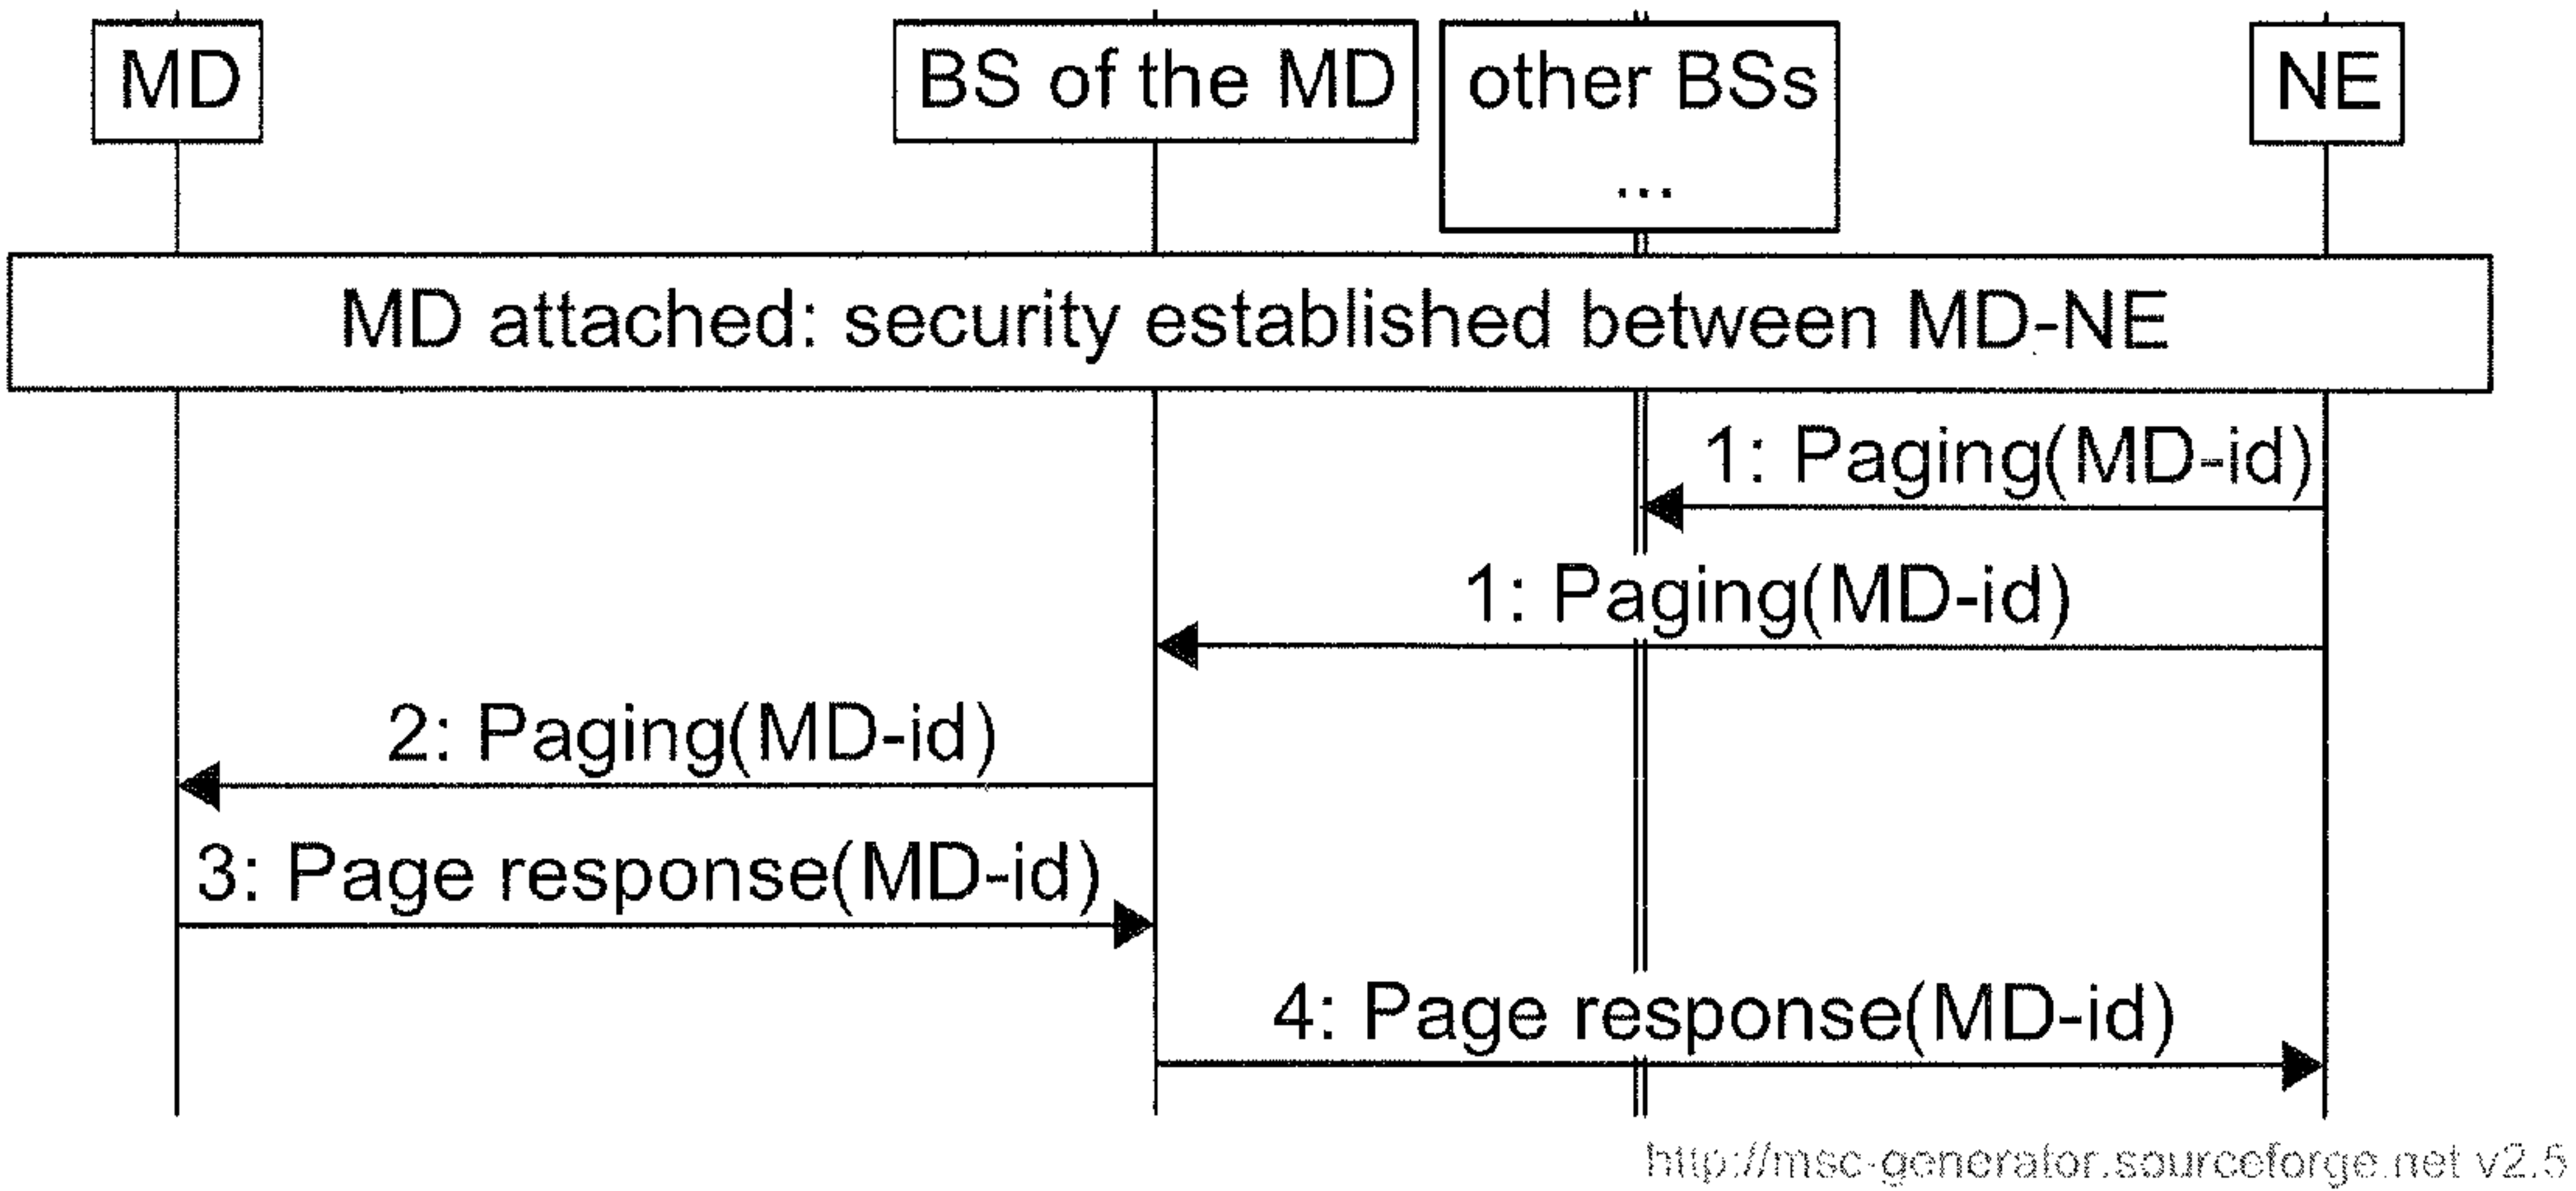 MD
BS of the MD
other BSs
...
NE
MD attached: security established between MD-NE
1: Paging(MD-id)
1: Paging(MD-id)
2: Paging(MD-id)
3: Page response(MD-id)
4: Page response(MD-id)
http://msc-generator.sourceforge.net v2.5